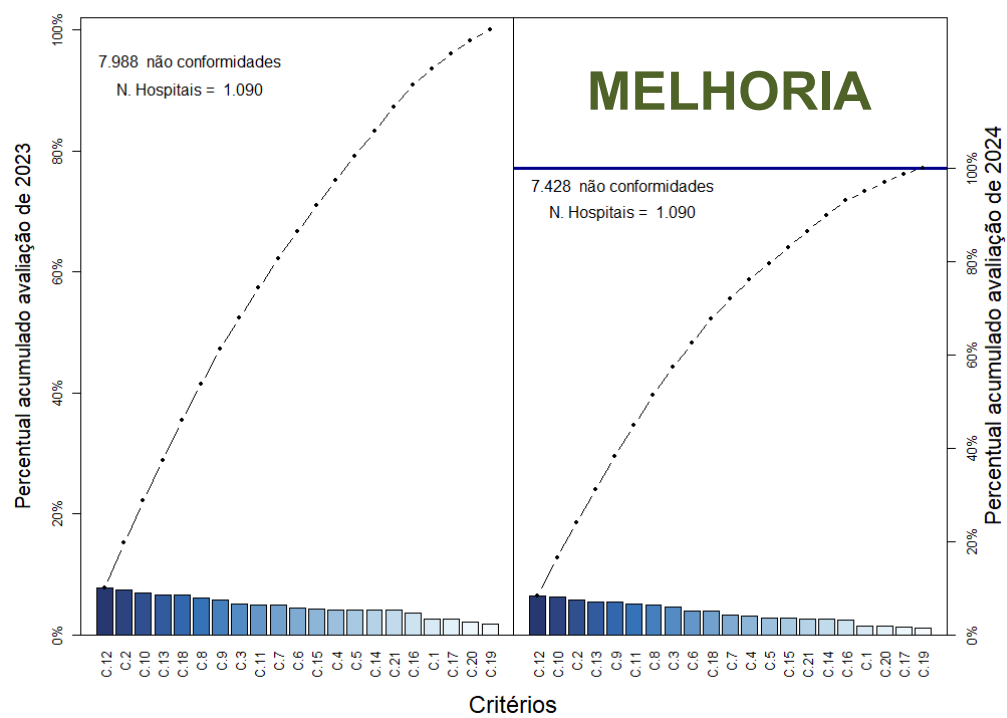 Percentual acumulado avaliação de 2023
100%
80%
60%
40%
20%
0%
7.988 não conformidades
N. Hospitais = 1.090
C.12
C.2
C.10
C.13
C.18
C.8
C.9
C.3
C.11
C.7
C.6
C.15
C.4
C.5
C.14
C.21
C.16
C.1
C.17
C.20
C.19
MELHORIA
7.428 não conformidades
N. Hospitais = 1.090
C.12
C.10
C.2
C.13
C.9
C.11
C.8
C.3
C.6
C.18
C.7
C.4
C.5
C.15
C.21
C.14
C.16
C.1
C.20
C.17
C.19
100%
80%
60%
40%
20%
0%
Percentual acumulado avaliação de 2024
Critérios